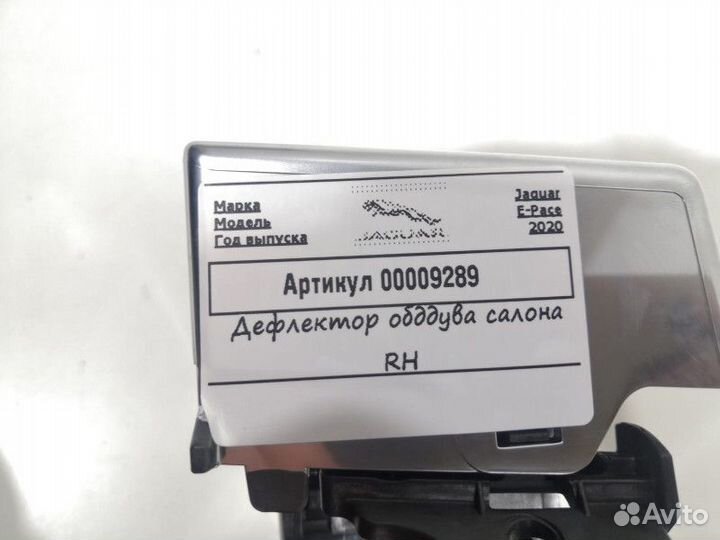 Марка Jaguar
Модель E-Pace
Год выпуска 2020
JAGUAR
Артикул 00009289
Дефлектор обддува салона
RH
Avito